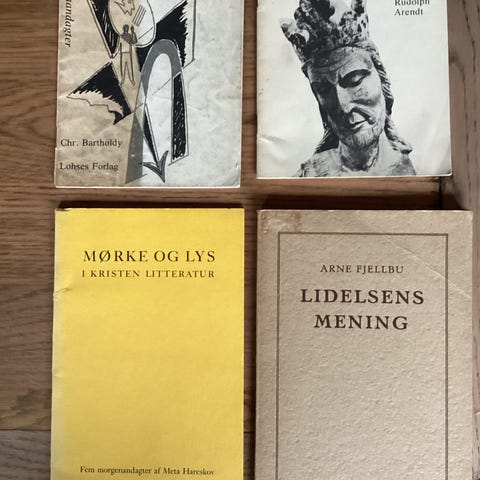 andagter
Chr. Bartholdy
Lohses Forlag
Rudolph
Arendt
MØRKE OG LYS
I KRISTEN LITTERATUR
Fem morgenandagter af Meta Hareskov
ARNE FJELLBU
LIDELSENS
MENING